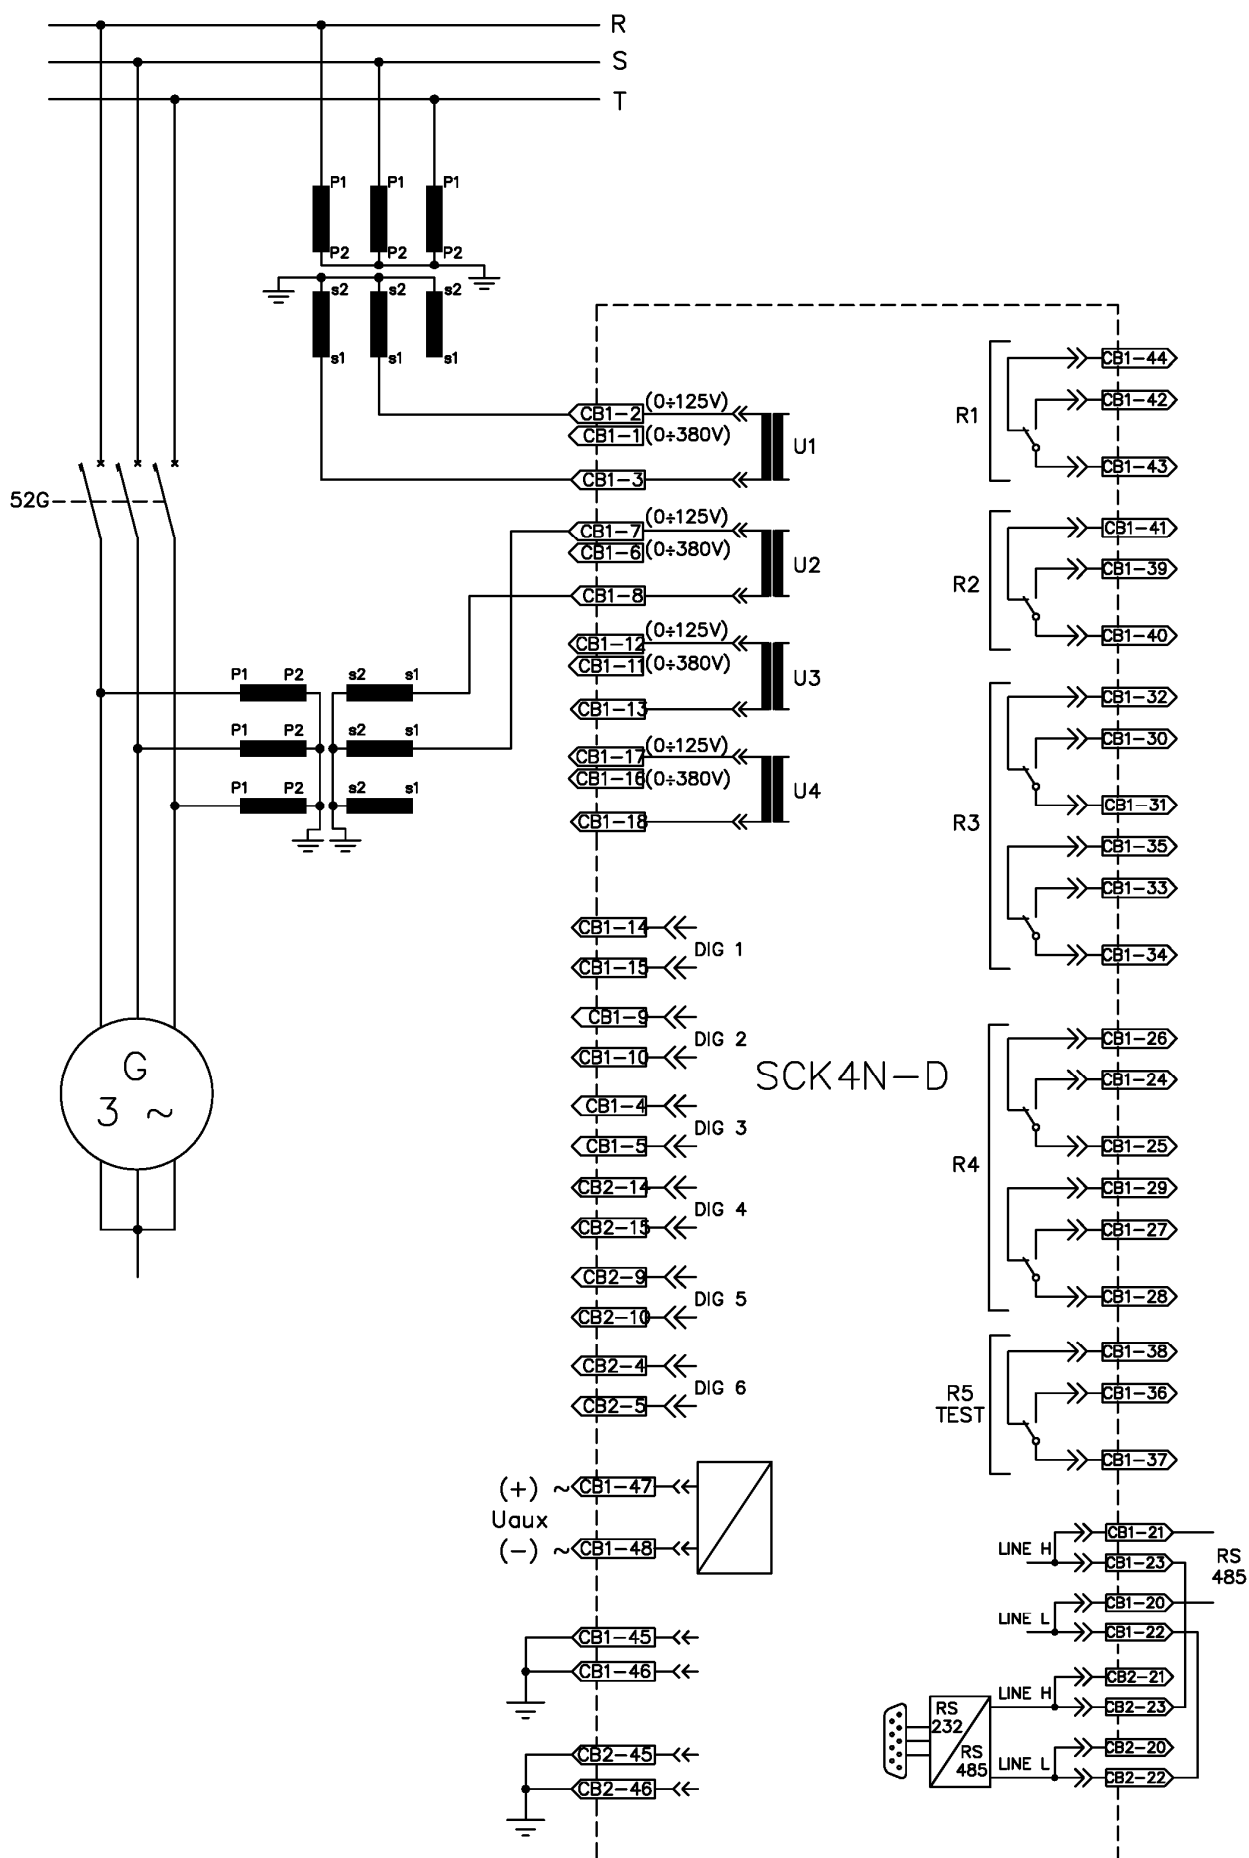 R
S
T
P1 P1 P1
P2 P2 P2
s2 s2 s2
s1 s1 s1
52G
CB1-2 (0÷125V)
CB1-1 (0÷380V)
U1
CB1-3
CB1-7 (0÷125V)
CB1-6 (0÷380V)
U2
CB1-8
CB1-12 (0÷125V)
CB1-11 (0÷380V)
U3
CB1-13
CB1-17 (0÷125V)
CB1-16 (0÷380V)
U4
CB1-18
P1 P2 s2 s1
P1 P2 s2 s1
P1 P2 s2 s1
G
3 ~
CB1-14
DIG 1
CB1-15
CB1-9
DIG 2
CB1-10
CB1-4
DIG 3
CB1-5
CB2-14
DIG 4
CB2-15
CB2-9
DIG 5
CB2-10
CB2-4
DIG 6
CB2-5
(+) ~ CB1-47
Uaux
(-) ~ CB1-48
CB1-45
CB1-46
CB2-45
CB2-46
SCK4N-D
R1
CB1-44
CB1-42
CB1-43
R2
CB1-41
CB1-39
CB1-40
R3
CB1-32
CB1-30
CB1-31
CB1-35
CB1-33
CB1-34
R4
CB1-26
CB1-24
CB1-25
CB1-29
CB1-27
CB1-28
R5
TEST
CB1-38
CB1-36
CB1-37
LINE H
CB1-21
CB1-23
RS
485
LINE L
CB1-20
CB1-22
LINE H
CB2-21
CB2-23
RS
232
RS
485
LINE L
CB2-20
CB2-22